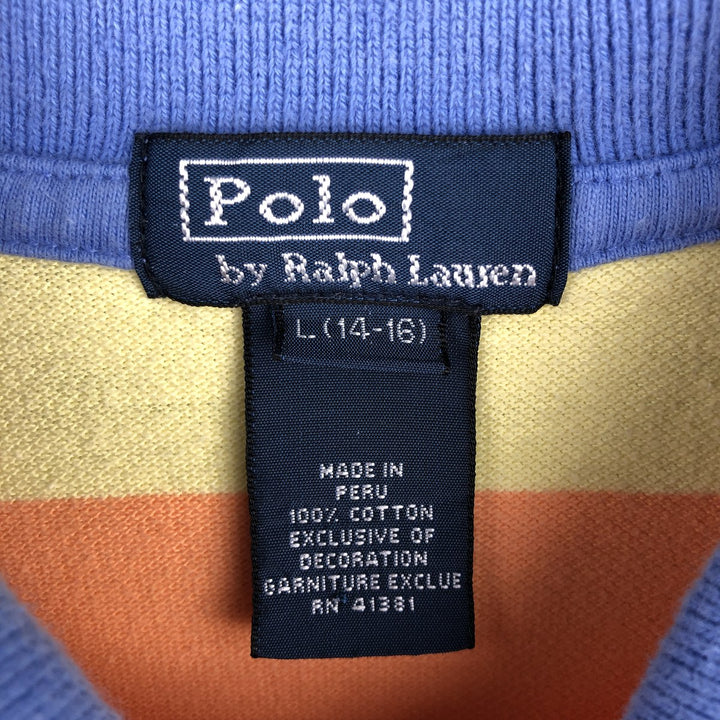 Polo
by Ralph Lauren
L (14-16)
MADE IN
PERU
100% COTTON
EXCLUSIVE OF
DECORATION
GARNITURE EXCLUE
RN 41381